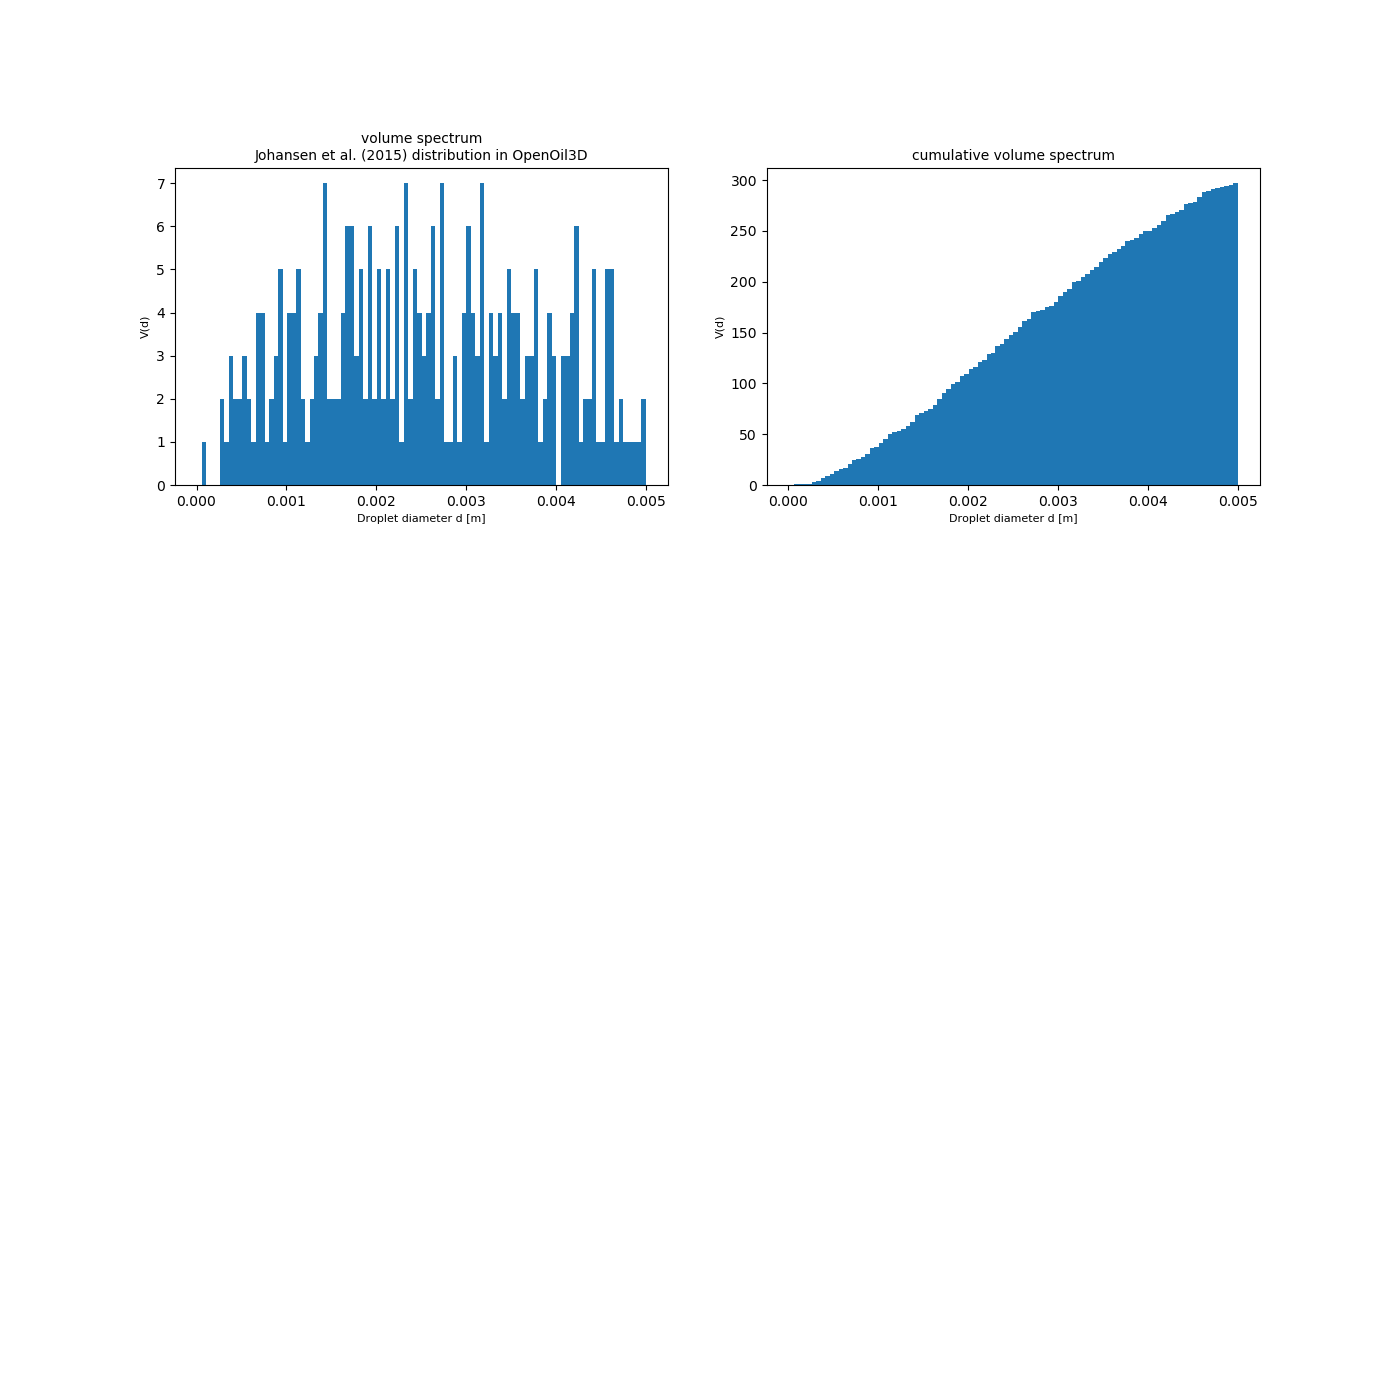 volume spectrum
Johansen et al. (2015) distribution in OpenOil3D
V(d)
7
6
5
4
3
2
1
0
0.000 0.001 0.002 0.003 0.004 0.005
Droplet diameter d [m]
cumulative volume spectrum
V(d)
300
250
200
150
100
50
0
0.000 0.001 0.002 0.003 0.004 0.005
Droplet diameter d [m]